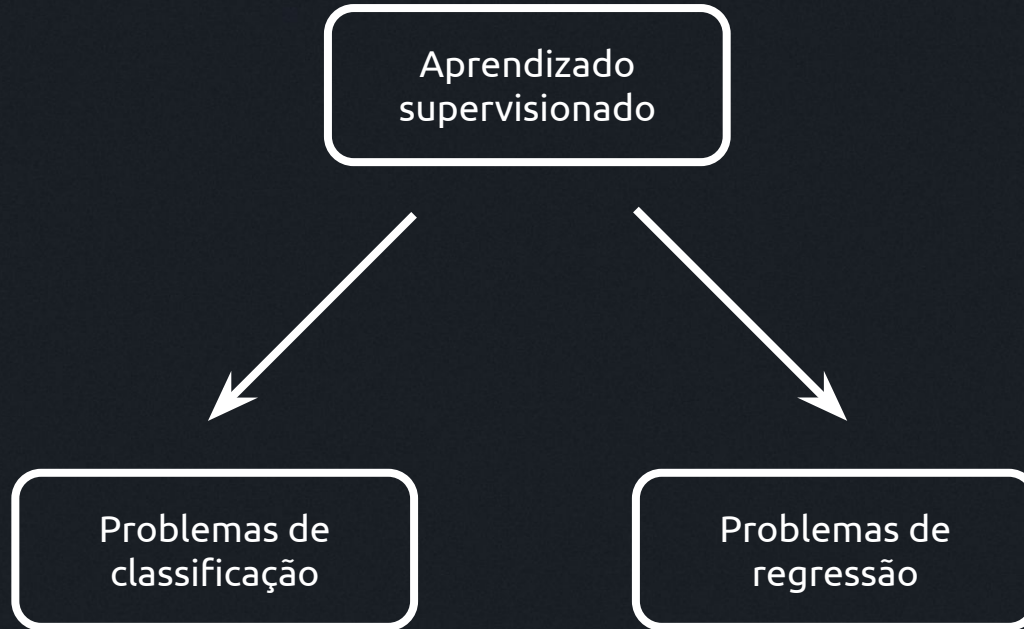 Aprendizado
supervisionado
Problemas de
classificação
Problemas de
regressão